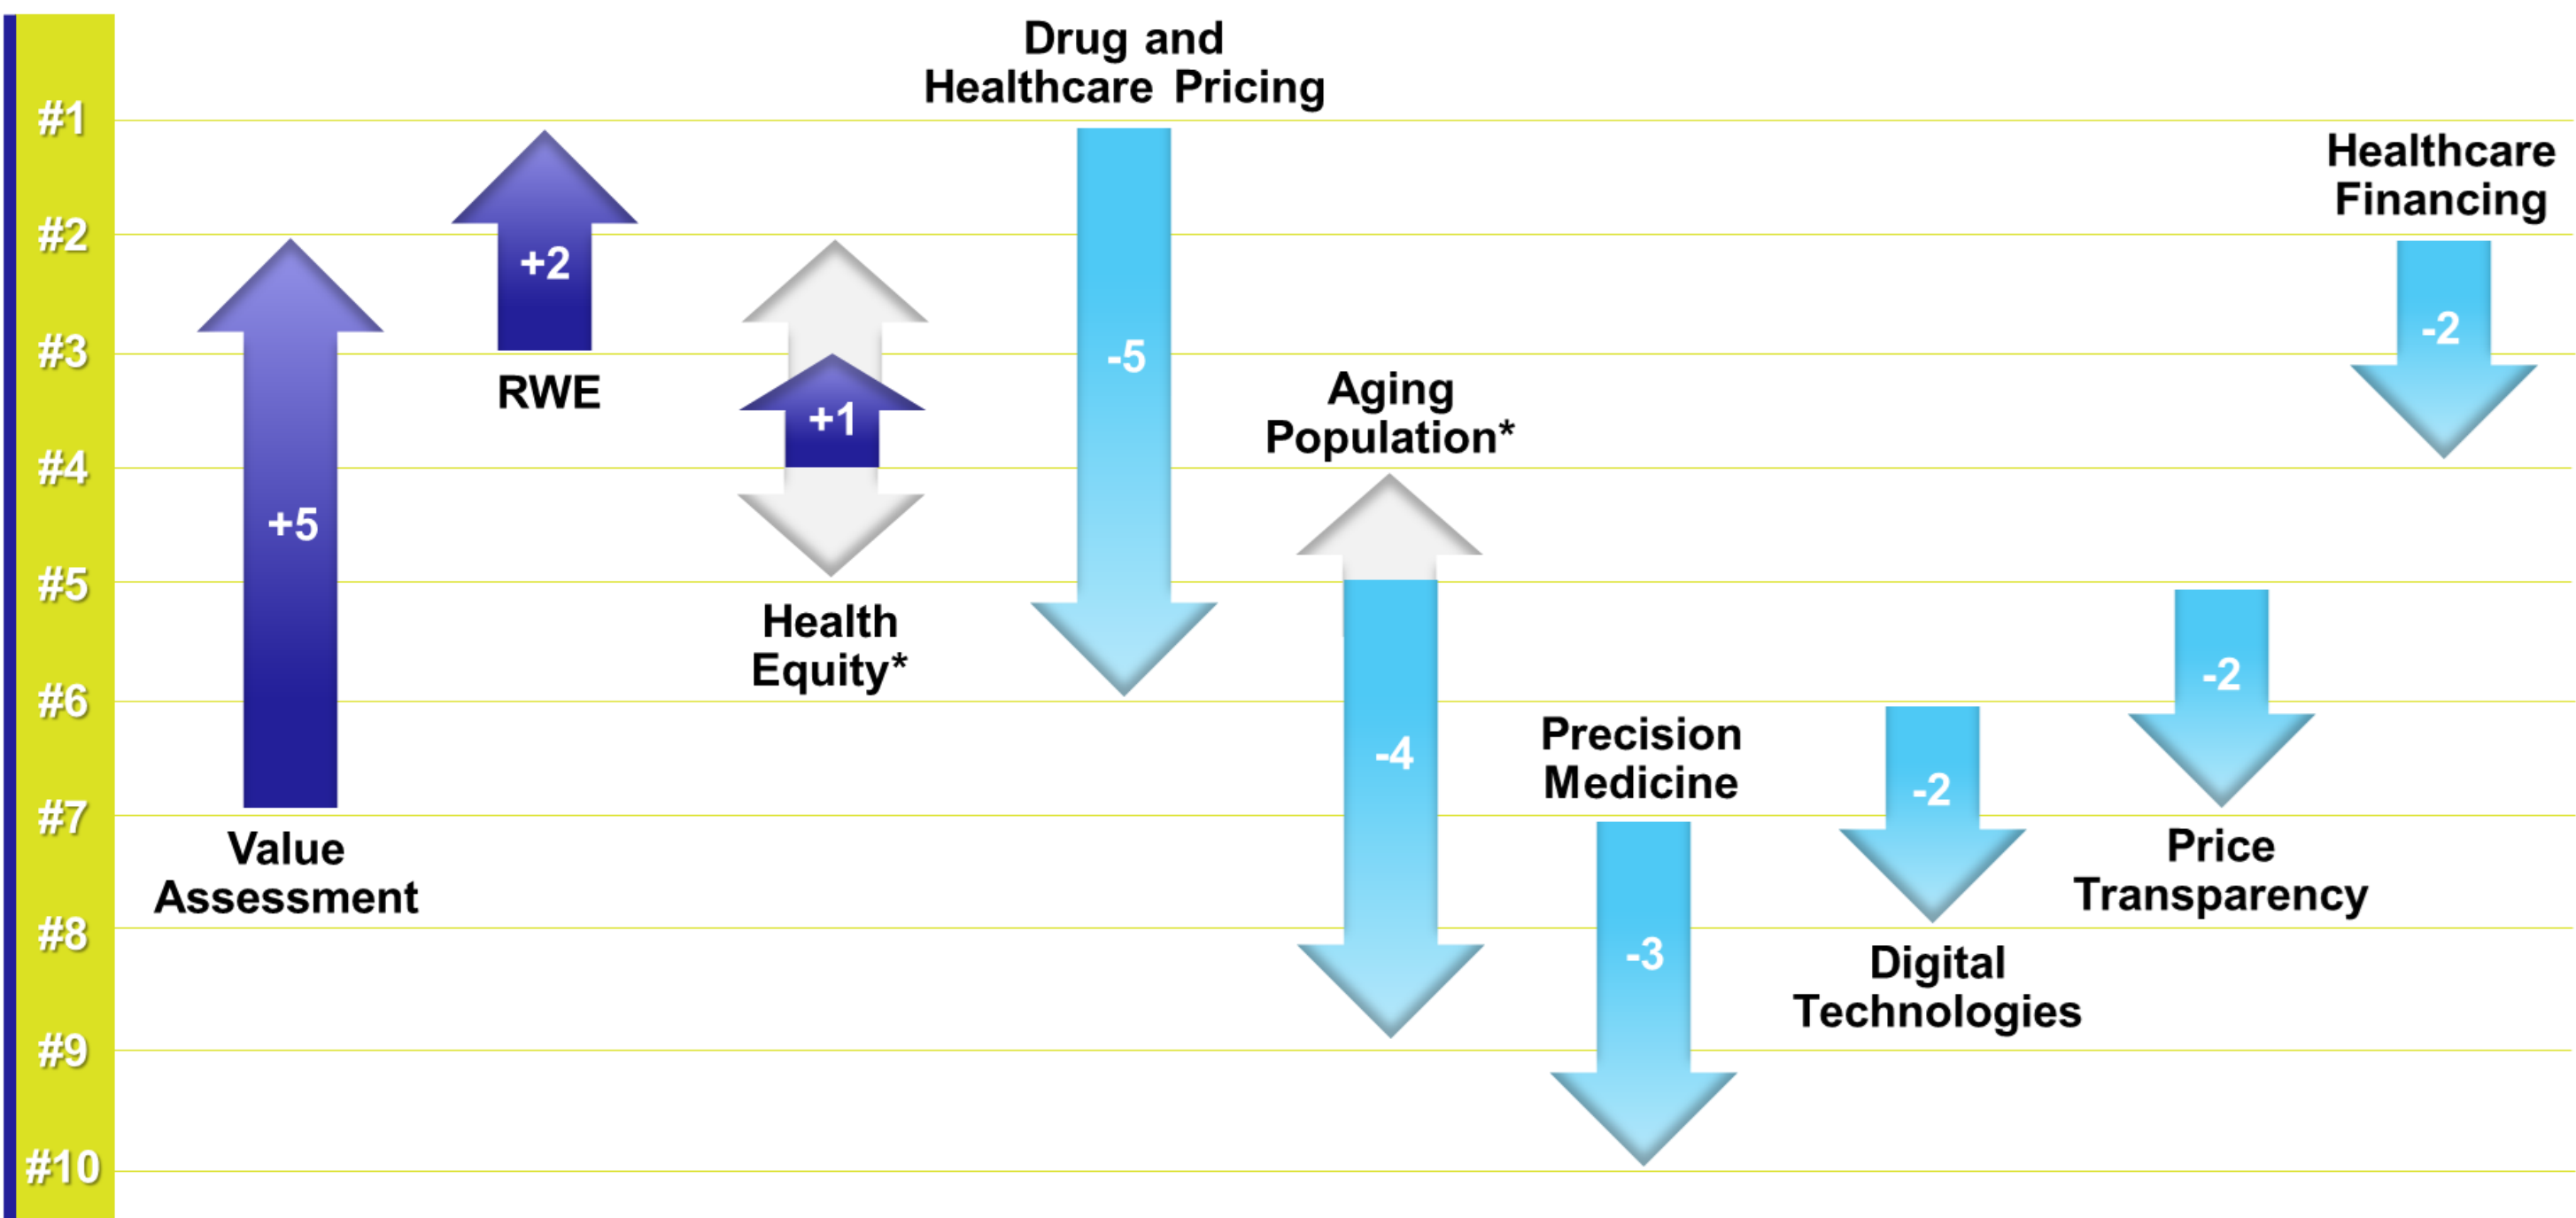 #1
#2
#3
#4
#5
#6
#7
#8
#9
#10
+5
Value
Assessment
+2
RWE
+1
Health
Equity*
Drug and
Healthcare Pricing
-5
Aging
Population*
-4
Precision
Medicine
-3
-2
Digital
Technologies
-2
Price
Transparency
Healthcare
Financing
-2